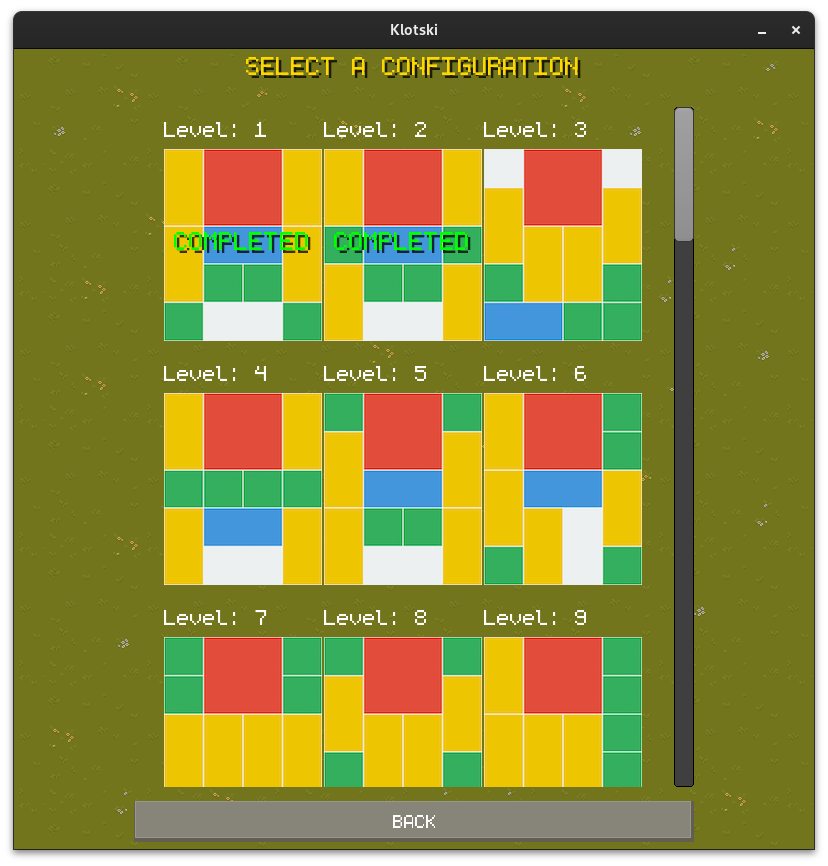 Klotski
SELECT A CONFIGURATION
Level: 1 Level: 2 Level: 3
COMPLETED COMPLETED
Level: 4 Level: 5 Level: 6
Level: 7 Level: 8 Level: 9
BACK